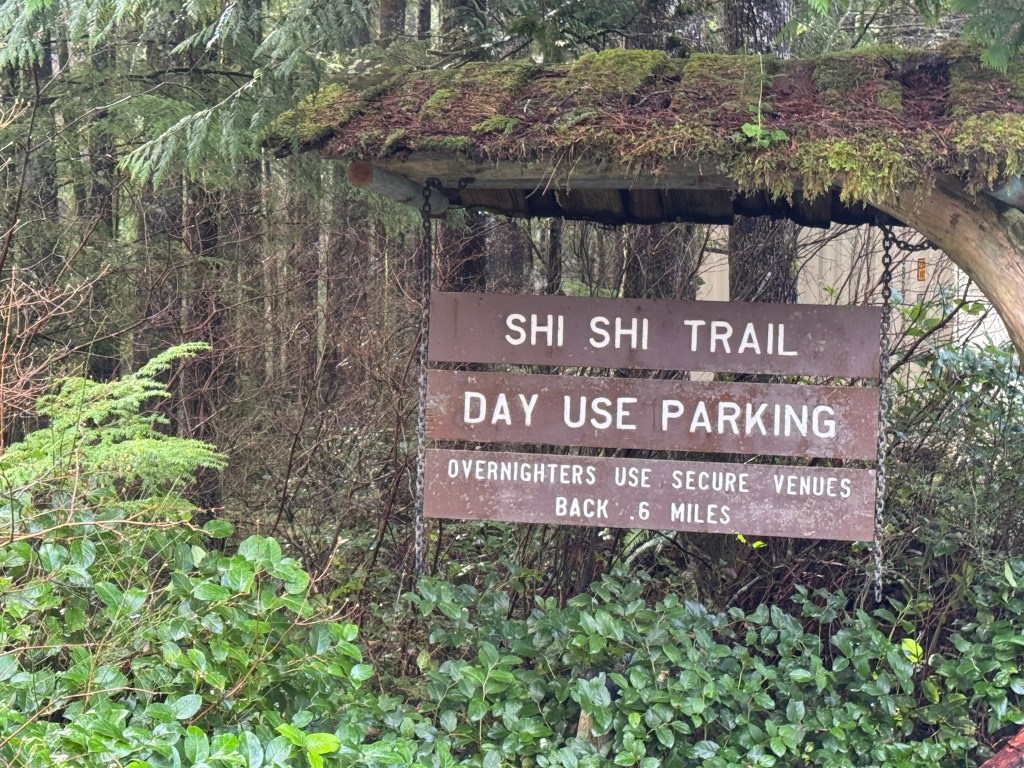 SHI SHI TRAIL
DAY USE PARKING
OVERNIGHTERS USE SECURE VENUES
BACK .6 MILES